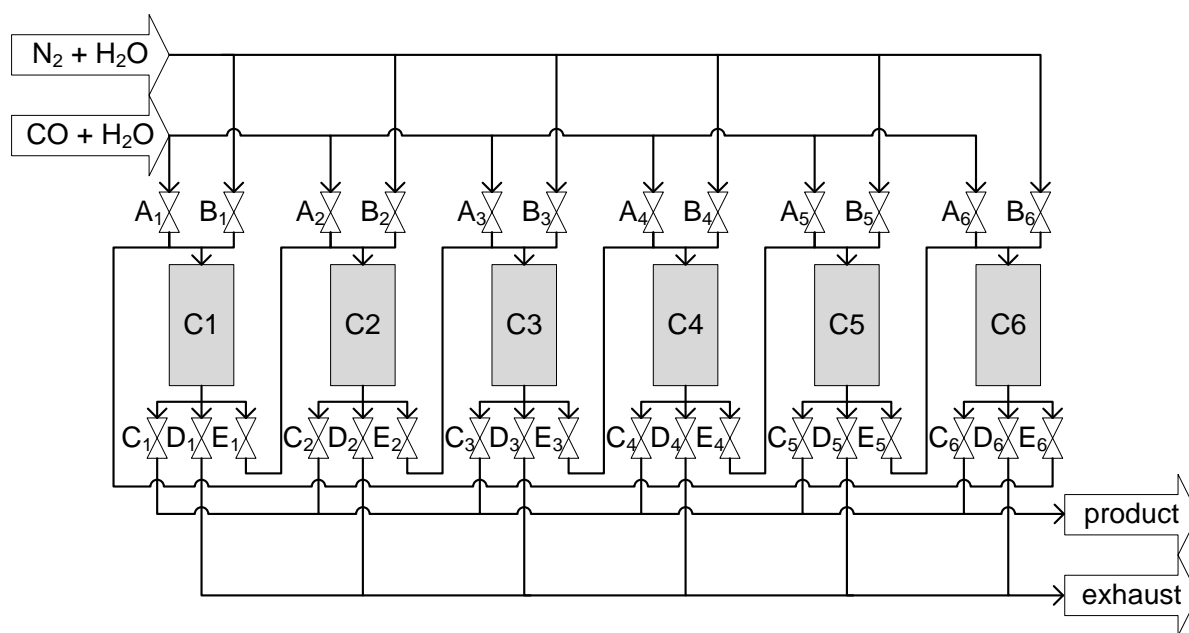 N₂ + H₂O
CO + H₂O
A₁ B₁ A₂ B₂ A₃ B₃ A₄ B₄ A₅ B₅ A₆ B₆
C1 C2 C3 C4 C5 C6
C₁ D₁ E₁ C₂ D₂ E₂ C₃ D₃ E₃ C₄ D₄ E₄ C₅ D₅ E₅ C₆ D₆ E₆
product
exhaust